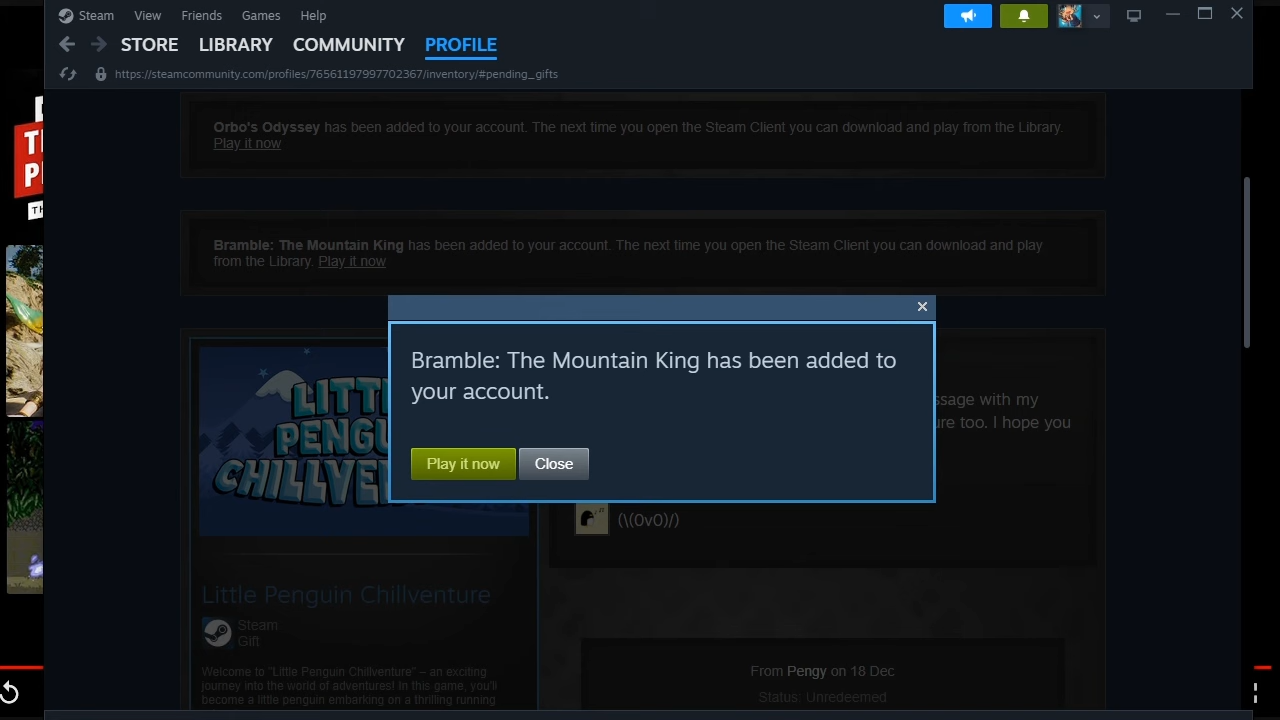 Steam View Friends Games Help
STORE LIBRARY COMMUNITY PROFILE
https://steamcommunity.com/profiles/76561197997702367/inventory/#pending_gifts
Orbo's Odyssey has been added to your account. The next time you open the Steam Client you can download and play from the Library.
Play it now
Bramble: The Mountain King has been added to your account. The next time you open the Steam Client you can download and play
from the Library. Play it now
Bramble: The Mountain King has been added to
your account.
Play it now Close
ssage with my
ure too. I hope you
(\(0v0)/)
Little Penguin Chillventure
Steam
Gift
Welcome to "Little Penguin Chillventure" – an exciting
journey into the world of adventures! In this game, you'll
become a little penguin embarking on a thrilling running
From Pengy on 18 Dec
Status: Unredeemed